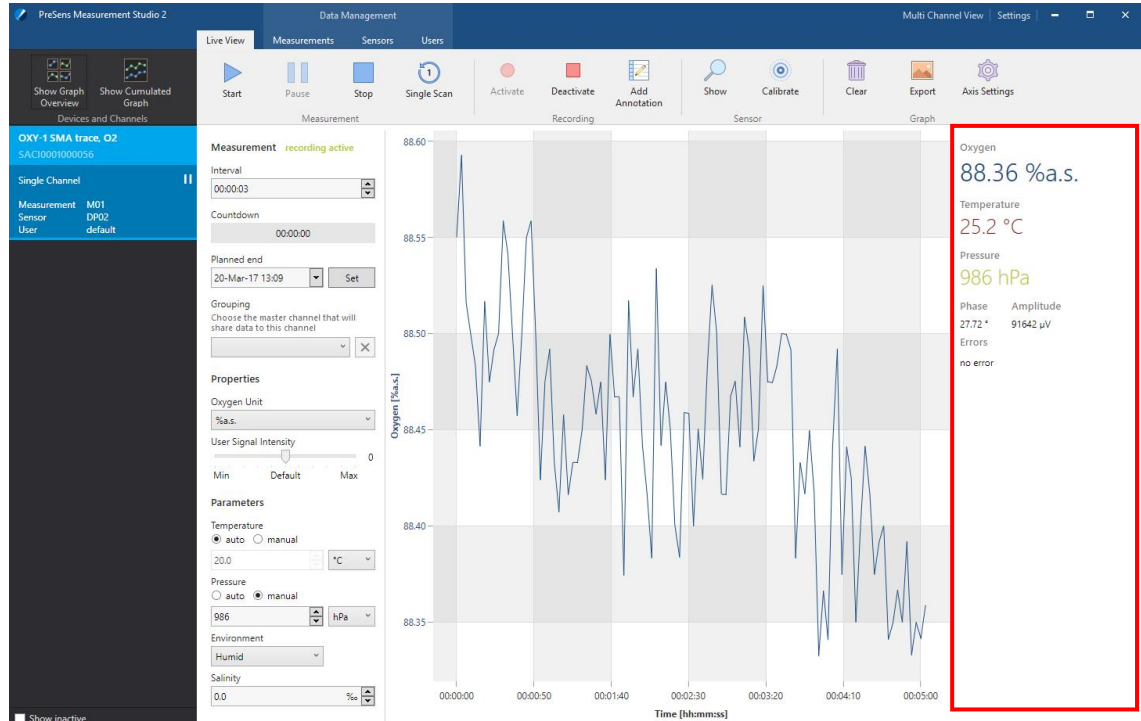 PreSens Measurement Studio 2
Data Management
Multi Channel View
Settings
Live View
Measurements
Sensors
Users
Show Graph Overview
Show Cumulated Graph
Devices and Channels
Start
Pause
Stop
1
Single Scan
Measurement
Activate
Deactivate
Add Annotation
Recording
Show
Calibrate
Sensor
Clear
Export
Axis Settings
Graph
OXY-1 SMA trace, O2
SACI0001000056
Single Channel
Measurement M01
Sensor DP02
User default
Show inactive
Measurement recording active
Interval
00:00:03
Countdown
00:00:00
Planned end
20-Mar-17 13:09
Set
Grouping
Choose the master channel that will
share data to this channel
Properties
Oxygen Unit
%a.s.
User Signal Intensity
0
Min Default Max
Parameters
Temperature
auto manual
20.0 °C
Pressure
auto manual
986 hPa
Environment
Humid
Salinity
0.0 ‰
88.60
88.55
88.50
88.45
88.40
88.35
Oxygen [%a.s.]
00:00:00 00:00:50 00:01:40 00:02:30 00:03:20 00:04:10 00:05:00
Time [hh:mm:ss]
Oxygen
88.36 %a.s.
Temperature
25.2 °C
Pressure
986 hPa
Phase Amplitude
27.72 ° 91642 µV
Errors
no error